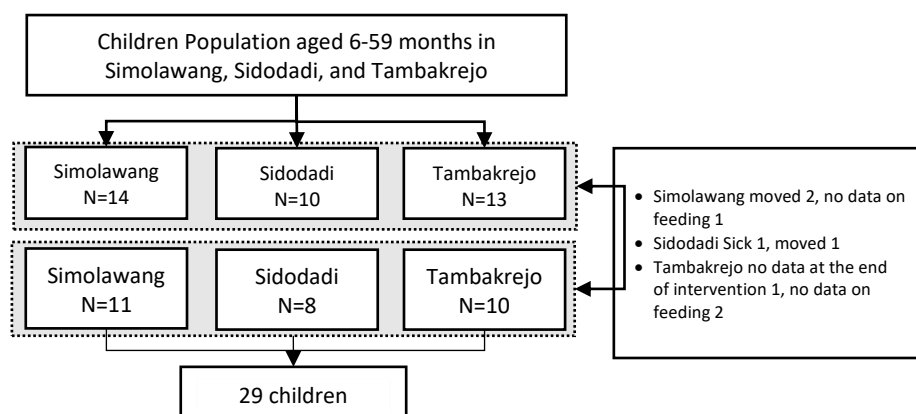 Children Population aged 6-59 months in
Simolawang, Sidodadi, and Tambakrejo
Simolawang
N=14
Sidodadi
N=10
Tambakrejo
N=13
• Simolawang moved 2, no data on
feeding 1
• Sidodadi Sick 1, moved 1
• Tambakrejo no data at the end
of intervention 1, no data on
feeding 2
Simolawang
N=11
Sidodadi
N=8
Tambakrejo
N=10
29 children